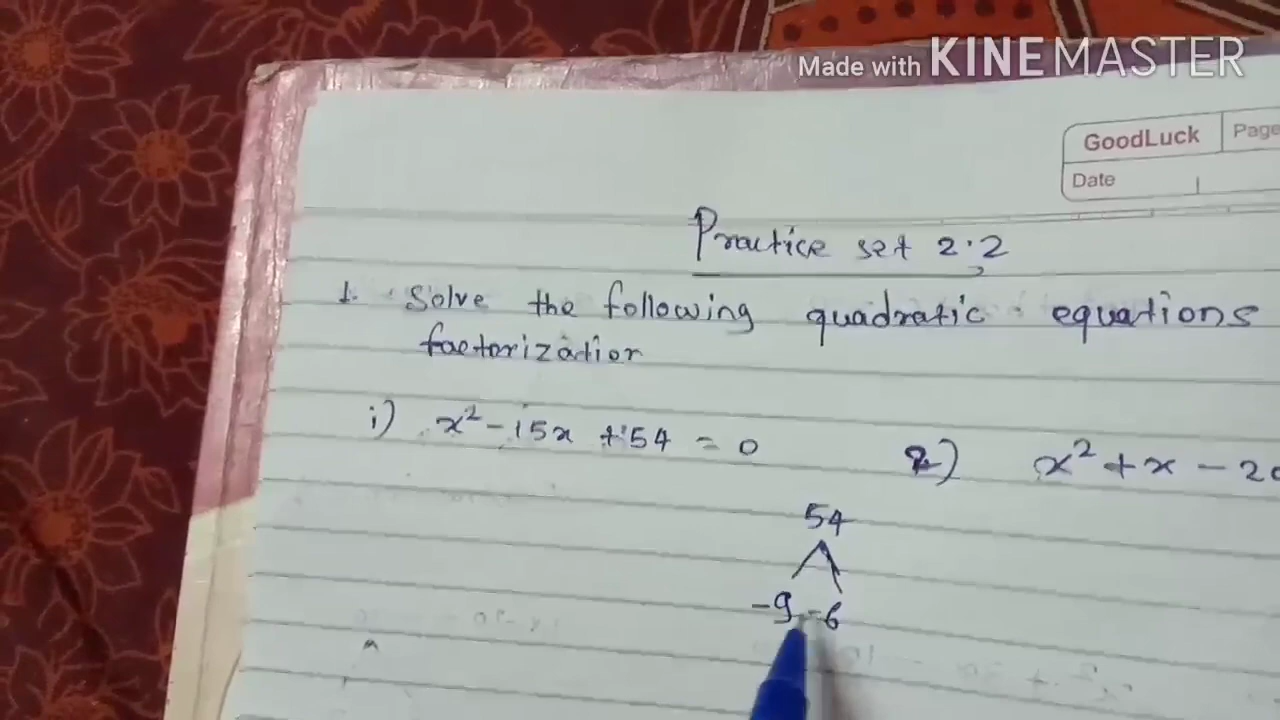 Made with KINEMASTER
GoodLuck Page
Date
Practice set 2.2
1. Solve the following quadratic equations
factorization
i) x² - 15x + 54 = 0
2) x² + x - 20
54
-9 -6